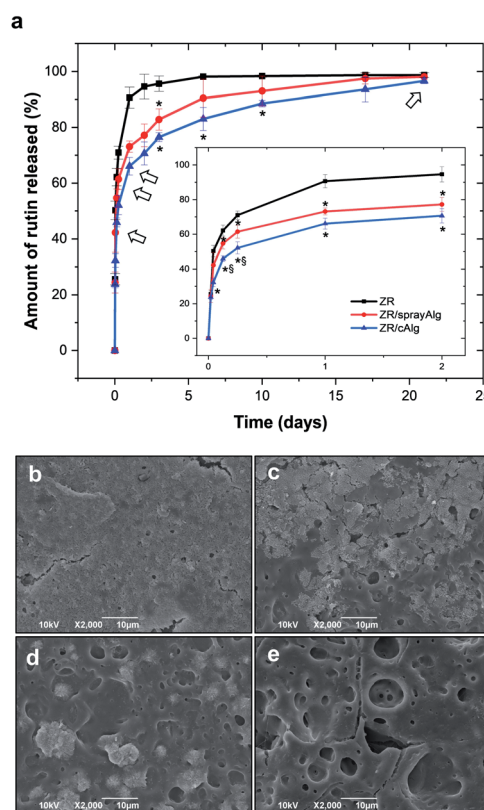 a
Amount of rutin released (%)
100
80
60
40
20
0
* * *
*
80
60
40
20
0
*
*
*
*
*
*§
*§
*
*
ZR
ZR/sprayAlg
ZR/cAlg
0 1 2
0 5 10 15 20 25
Time (days)
b
10kV X2,000 10µm
c
10kV X2,000 10µm
d
10kV X2,000 10µm
e
10kV X2,000 10µm